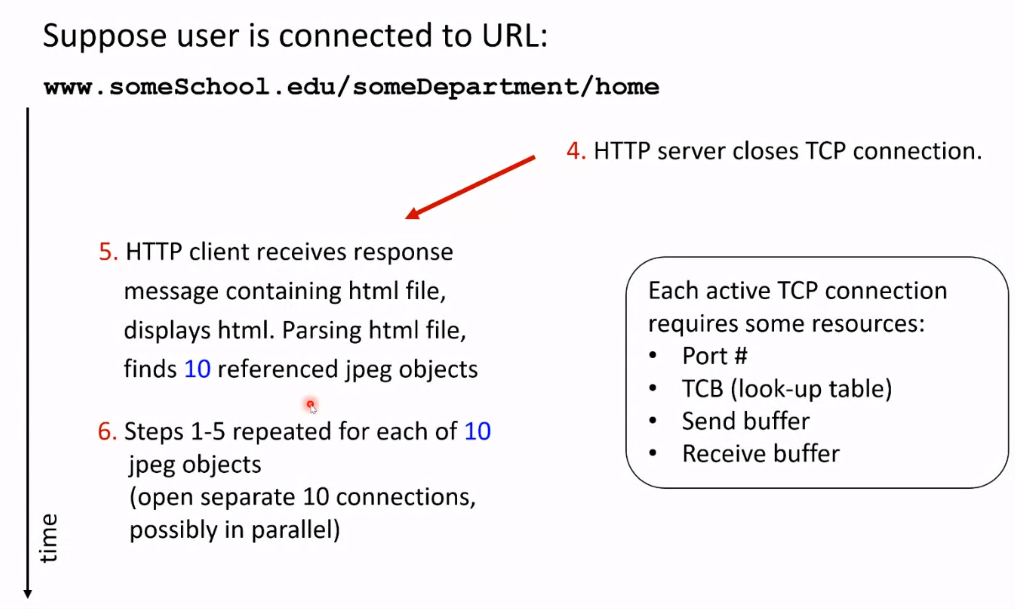 Suppose user is connected to URL:
www.someSchool.edu/someDepartment/home
4. HTTP server closes TCP connection.
5. HTTP client receives response
message containing html file,
displays html. Parsing html file,
finds 10 referenced jpeg objects
6. Steps 1-5 repeated for each of 10
jpeg objects
(open separate 10 connections,
possibly in parallel)
Each active TCP connection
requires some resources:
• Port #
• TCB (look-up table)
• Send buffer
• Receive buffer
time